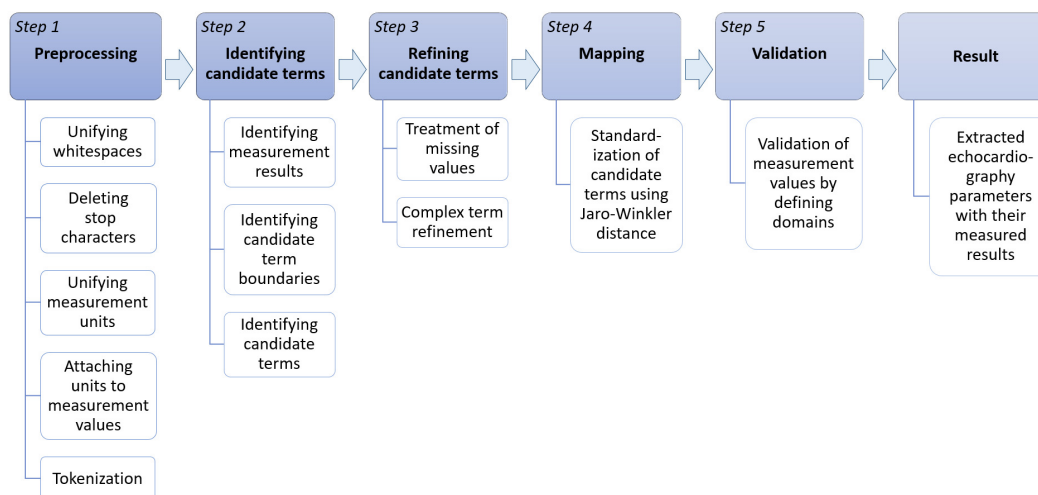 Step 1
Preprocessing
Unifying
whitespaces
Deleting
stop
characters
Unifying
measurement
units
Attaching
units to
measurement
values
Tokenization
Step 2
Identifying
candidate terms
Identifying
measurement
results
Identifying
candidate
term
boundaries
Identifying
candidate
terms
Step 3
Refining
candidate terms
Treatment of
missing
values
Complex term
refinement
Step 4
Mapping
Standard-
ization of
candidate
terms using
Jaro-Winkler
distance
Step 5
Validation
Validation of
measurement
values by
defining
domains
Result
Extracted
echocardio-
graphy
parameters
with their
measured
results